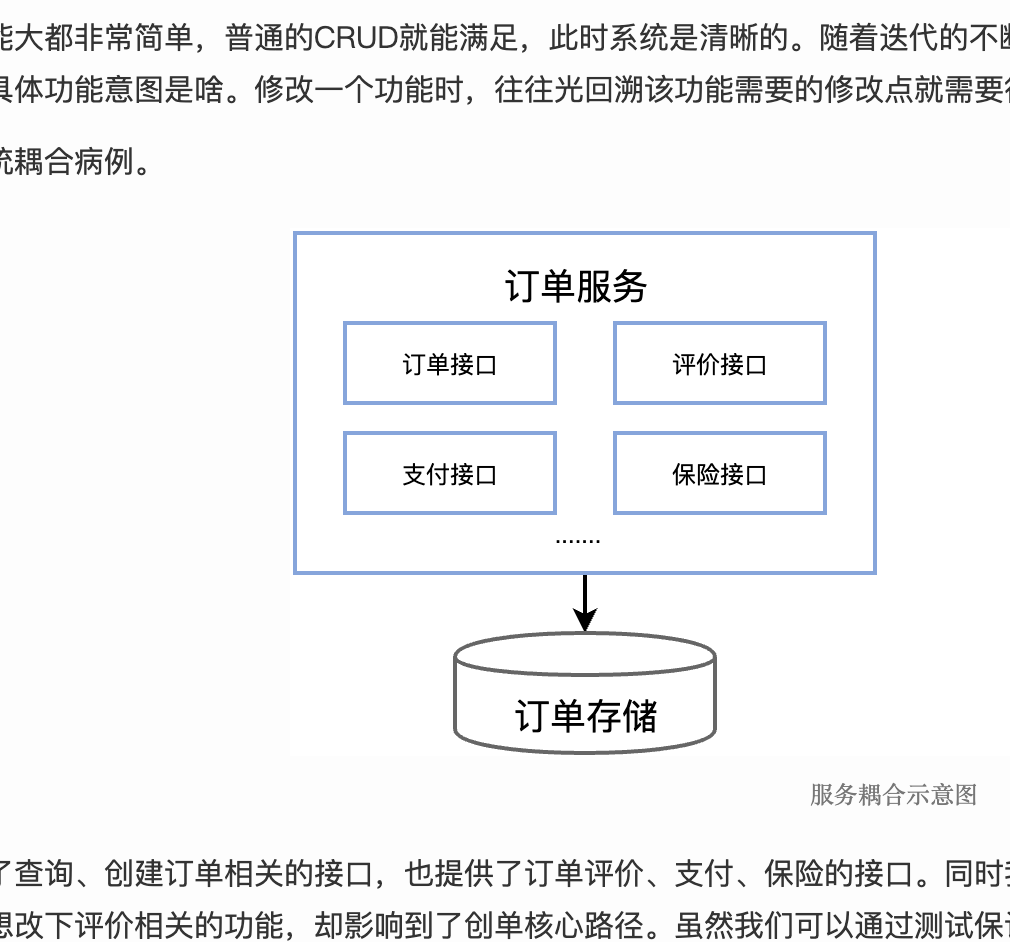 能大都非常简单，普通的CRUD就能满足，此时系统是清晰的。随着迭代的不断
具体功能意图是啥。修改一个功能时，往往光回溯该功能需要的修改点就需要很
统耦合病例。
订单服务
订单接口
评价接口
支付接口
保险接口
.......
订单存储
服务耦合示意图
了查询、创建订单相关的接口，也提供了订单评价、支付、保险的接口。同时我
想改下评价相关的功能，却影响到了创单核心路径。虽然我们可以通过测试保证